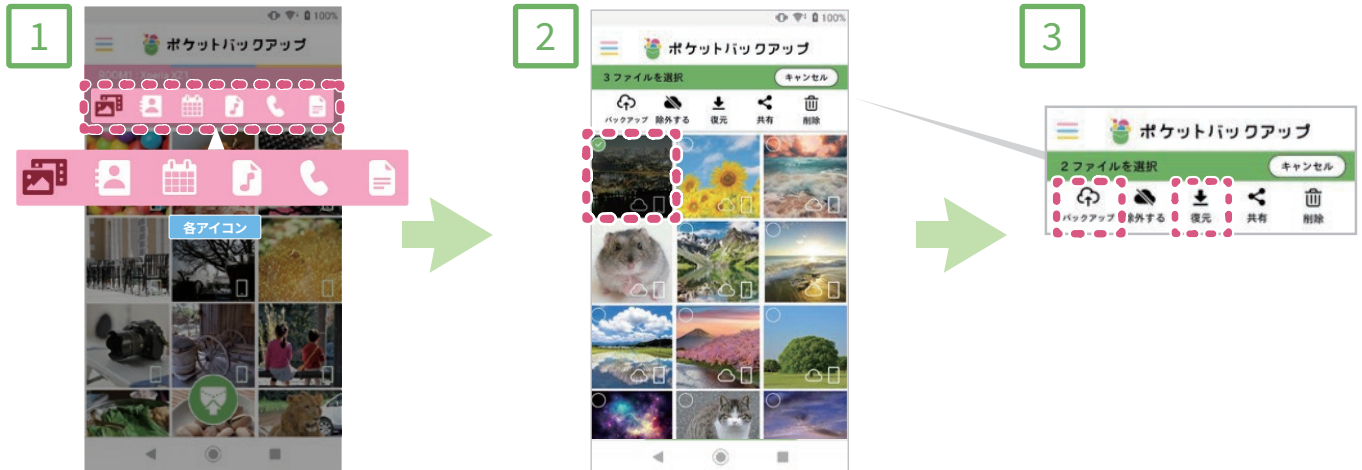 1
100%
ポケットバックアップ
ROOM1：Xperia XZ1
各アイコン
2
100%
ポケットバックアップ
3ファイルを選択
キャンセル
バックアップ 除外する 復元 共有 削除
3
ポケットバックアップ
2ファイルを選択
キャンセル
バックアップ 除外する 復元 共有 削除